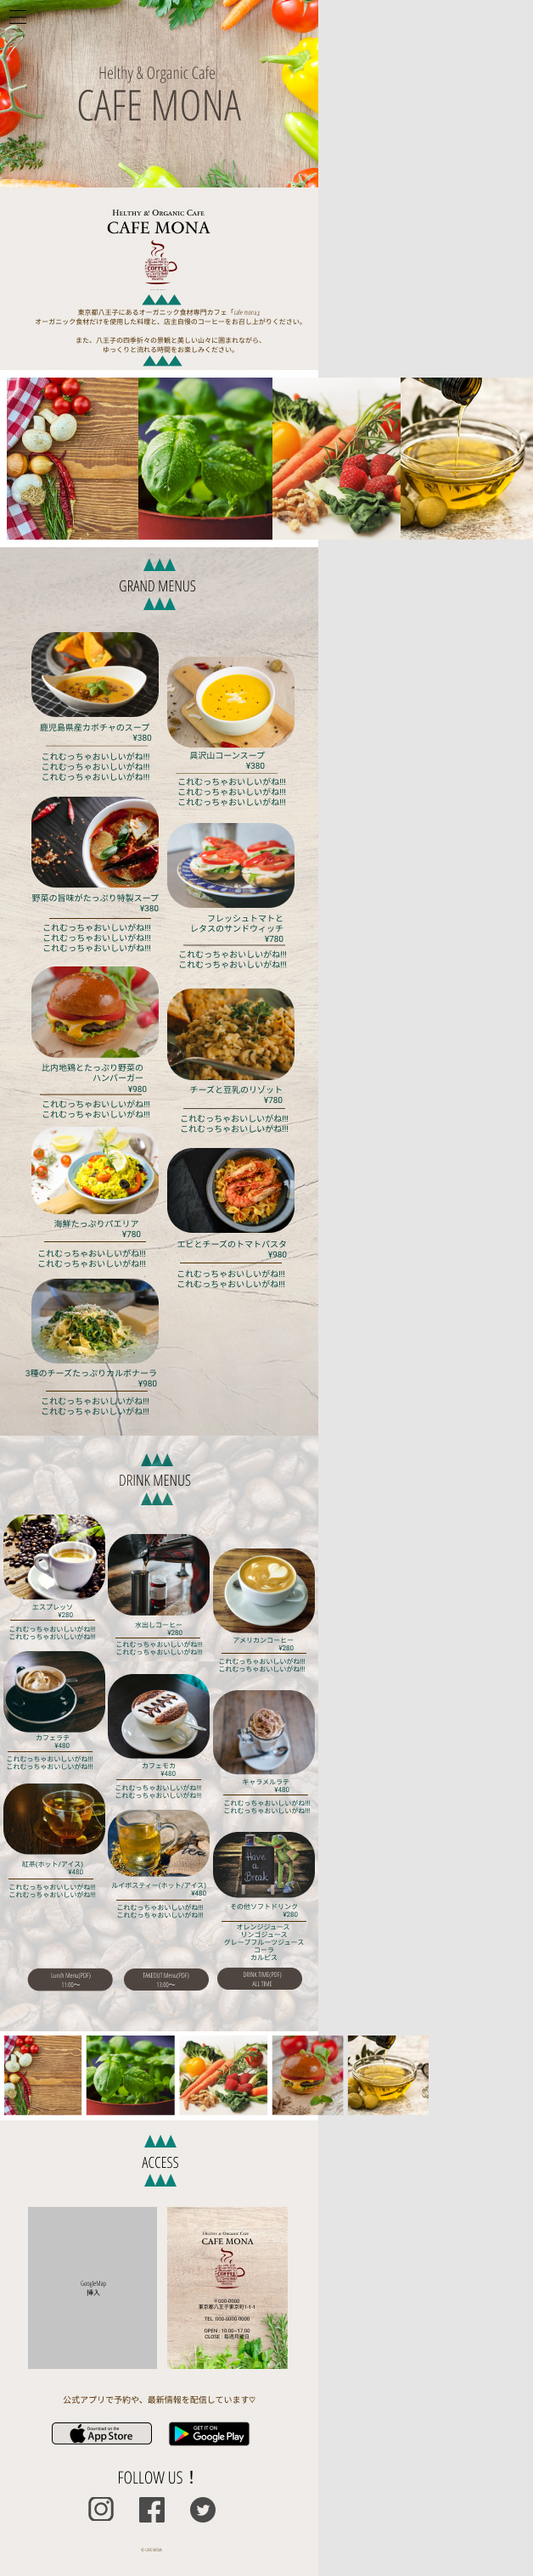 Helthy & Organic Cafe
CAFE MONA
Helthy & Organic Cafe
CAFE MONA
COFFEE
東京都八王子にあるオーガニック食材専門カフェ『cafe mona』
オーガニック食材だけを使用した料理と、店主自慢のコーヒーをお召し上がりください。
また、八王子の四季折々の景観と美しい山々に囲まれながら、
ゆっくりと流れる時間をお楽しみください。
GRAND MENUS
鹿児島県産カボチャのスープ
¥380
これむっちゃおいしいがね!!!
これむっちゃおいしいがね!!!
これむっちゃおいしいがね!!!
具沢山コーンスープ
¥380
これむっちゃおいしいがね!!!
これむっちゃおいしいがね!!!
これむっちゃおいしいがね!!!
野菜の旨味がたっぷり特製スープ
¥380
これむっちゃおいしいがね!!!
これむっちゃおいしいがね!!!
これむっちゃおいしいがね!!!
フレッシュトマトと
レタスのサンドウィッチ
¥780
これむっちゃおいしいがね!!!
これむっちゃおいしいがね!!!
比内地鶏とたっぷり野菜の
ハンバーガー
¥980
これむっちゃおいしいがね!!!
これむっちゃおいしいがね!!!
チーズと豆乳のリゾット
¥780
これむっちゃおいしいがね!!!
これむっちゃおいしいがね!!!
海鮮たっぷりパエリア
¥780
これむっちゃおいしいがね!!!
これむっちゃおいしいがね!!!
エビとチーズのトマトパスタ
¥980
これむっちゃおいしいがね!!!
これむっちゃおいしいがね!!!
3種のチーズたっぷりカルボナーラ
¥980
これむっちゃおいしいがね!!!
これむっちゃおいしいがね!!!
DRINK MENUS
エスプレッソ
¥280
これむっちゃおいしいがね!!!
これむっちゃおいしいがね!!!
水出しコーヒー
¥280
これむっちゃおいしいがね!!!
これむっちゃおいしいがね!!!
アメリカンコーヒー
¥280
これむっちゃおいしいがね!!!
これむっちゃおいしいがね!!!
カフェラテ
¥480
これむっちゃおいしいがね!!!
これむっちゃおいしいがね!!!
カフェモカ
¥480
これむっちゃおいしいがね!!!
これむっちゃおいしいがね!!!
キャラメルラテ
¥480
これむっちゃおいしいがね!!!
これむっちゃおいしいがね!!!
紅茶(ホット/アイス)
¥480
これむっちゃおいしいがね!!!
これむっちゃおいしいがね!!!
ルイボスティー(ホット/アイス)
¥480
これむっちゃおいしいがね!!!
これむっちゃおいしいがね!!!
Have
a
Break
その他ソフトドリンク
¥280
オレンジジュース
リンゴジュース
グレープフルーツジュース
コーラ
カルピス
Lunch Menu(PDF)
11:00〜
TAKEOUT Menu(PDF)
13:00〜
DRINK TIME(PDF)
ALL TIME
ACCESS
GoogleMap
挿入
Helthy & Organic Cafe
CAFE MONA
COFFEE
〒000-0000
東京都八王子東京町1-1-1
TEL: 000-0000-0000
OPEN : 10:00~17:00
CLOSE : 毎週月曜日
公式アプリで予約や、最新情報を配信しています♡
Download on the
App Store
GET IT ON
Google Play
FOLLOW US！
© CAFE MONA